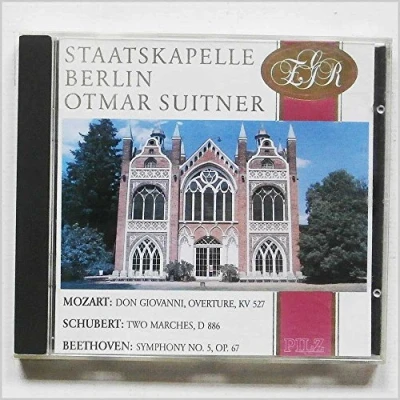 STAATSKAPELLE
BERLIN
OTMAR SUITNER
EGR
MOZART: DON GIOVANNI, OVERTURE, KV 527
SCHUBERT: TWO MARCHES, D 886
BEETHOVEN: SYMPHONY NO. 5, OP. 67
PILZ